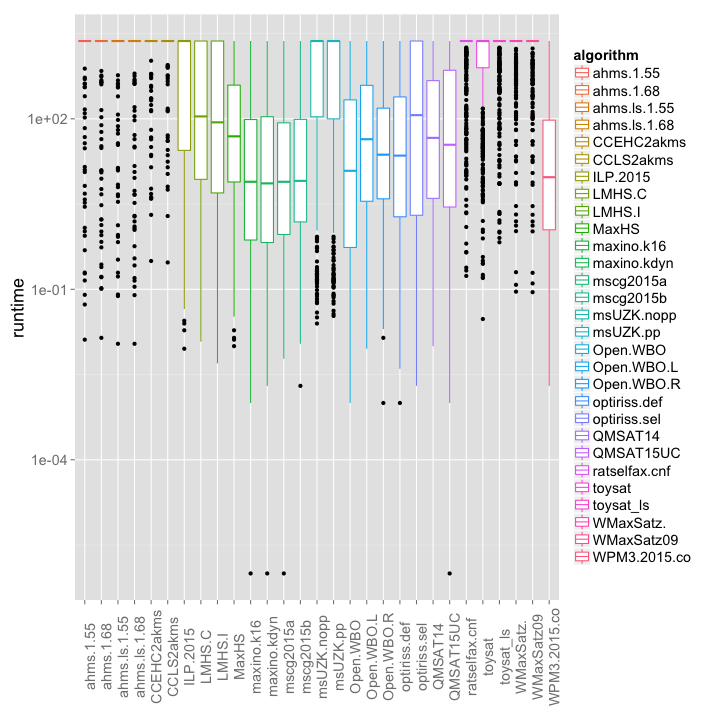 1e+02
1e-01
1e-04
runtime
ahms.1.55
ahms.1.68
ahms.ls.1.55
ahms.ls.1.68
CCEHC2akms
CCLS2akms
ILP.2015
LMHS.C
LMHS.I
MaxHS
maxino.k16
maxino.kdyn
mscg2015a
mscg2015b
msUZK.nopp
msUZK.pp
Open.WBO
Open.WBO.L
Open.WBO.R
optiriss.def
optiriss.sel
QMSAT14
QMSAT15UC
ratselfax.cnf
toysat
toysat_ls
WMaxSatz.
WMaxSatz09
WPM3.2015.co
algorithm
ahms.1.55
ahms.1.68
ahms.ls.1.55
ahms.ls.1.68
CCEHC2akms
CCLS2akms
ILP.2015
LMHS.C
LMHS.I
MaxHS
maxino.k16
maxino.kdyn
mscg2015a
mscg2015b
msUZK.nopp
msUZK.pp
Open.WBO
Open.WBO.L
Open.WBO.R
optiriss.def
optiriss.sel
QMSAT14
QMSAT15UC
ratselfax.cnf
toysat
toysat_ls
WMaxSatz.
WMaxSatz09
WPM3.2015.co